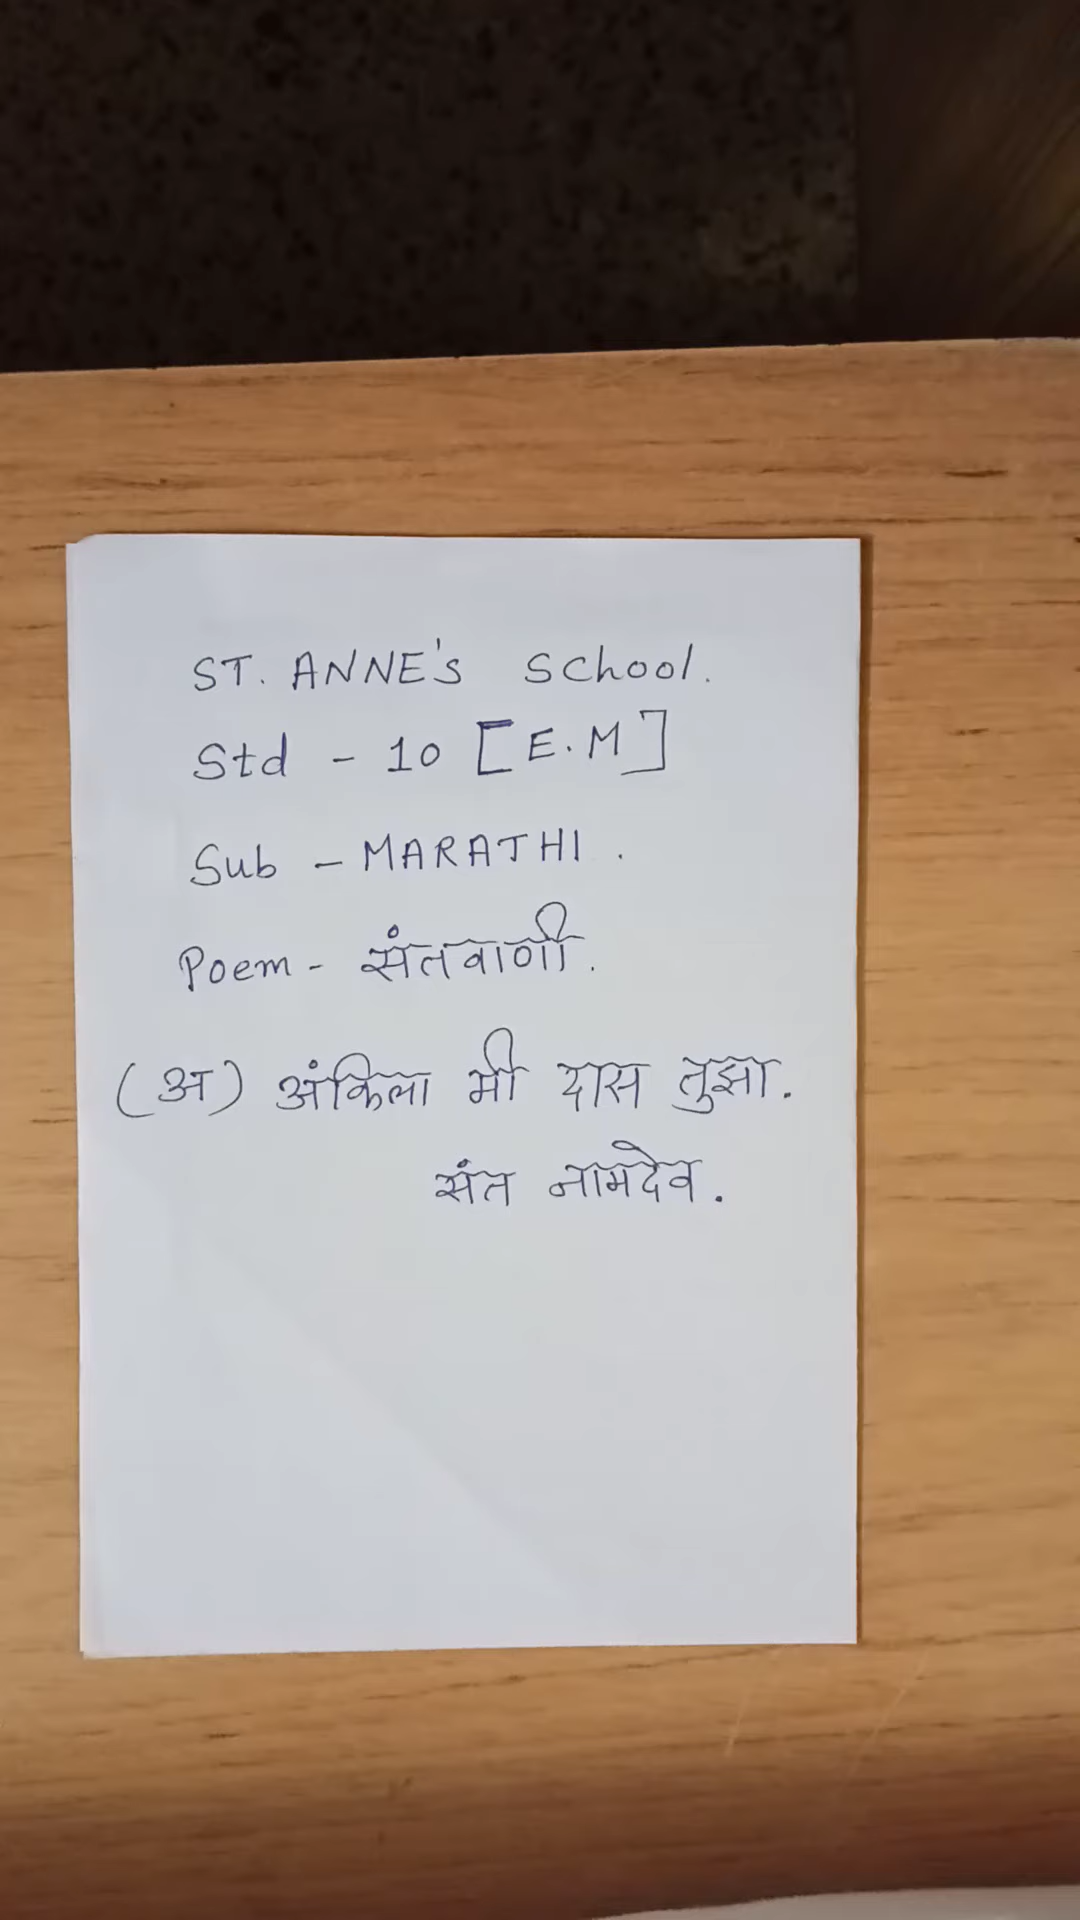 ST. ANNE's School.
Std - 10 [E.M]
Sub - MARATHI.
Poem - संतवाणी.
(अ) अंकिला मी दास तुझा.
संत नामदेव.